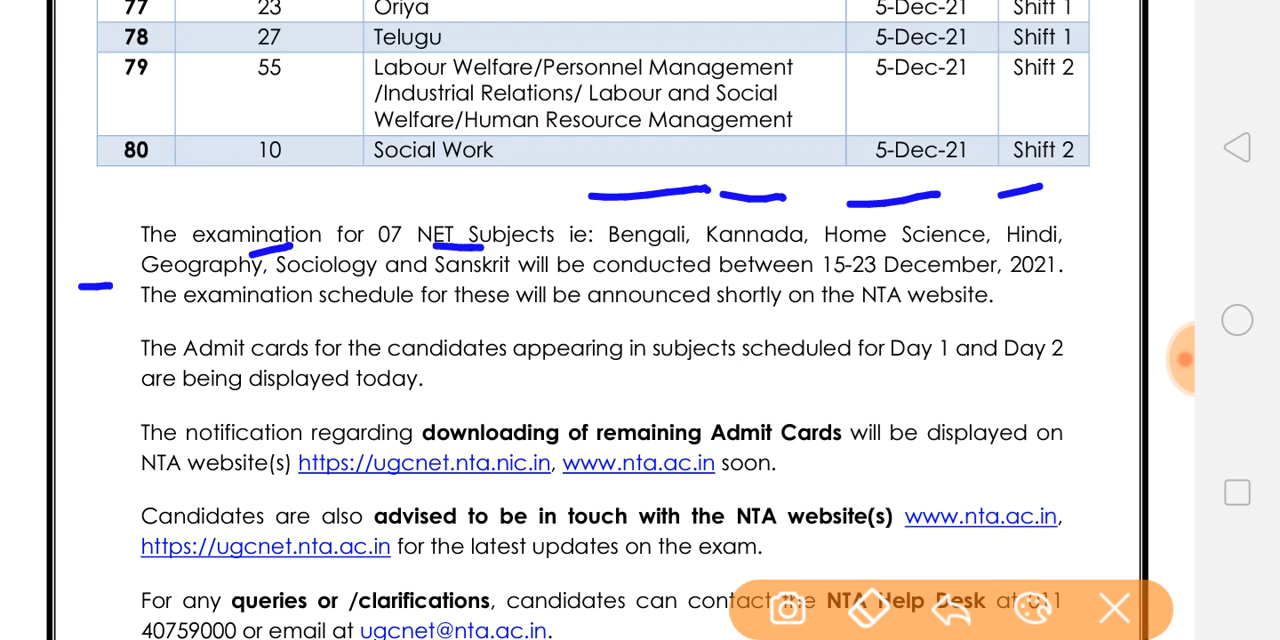 77 23 Oriya 5-Dec-21 Shift 1
78 27 Telugu 5-Dec-21 Shift 1
79 55 Labour Welfare/Personnel Management 5-Dec-21 Shift 2
/Industrial Relations/ Labour and Social
Welfare/Human Resource Management
80 10 Social Work 5-Dec-21 Shift 2
The examination for 07 NET Subjects ie: Bengali, Kannada, Home Science, Hindi,
Geography, Sociology and Sanskrit will be conducted between 15-23 December, 2021.
The examination schedule for these will be announced shortly on the NTA website.
The Admit cards for the candidates appearing in subjects scheduled for Day 1 and Day 2
are being displayed today.
The notification regarding downloading of remaining Admit Cards will be displayed on
NTA website(s) https://ugcnet.nta.nic.in, www.nta.ac.in soon.
Candidates are also advised to be in touch with the NTA website(s) www.nta.ac.in,
https://ugcnet.nta.ac.in for the latest updates on the exam.
For any queries or /clarifications, candidates can contact the NTA Help Desk at 011
40759000 or email at ugcnet@nta.ac.in.